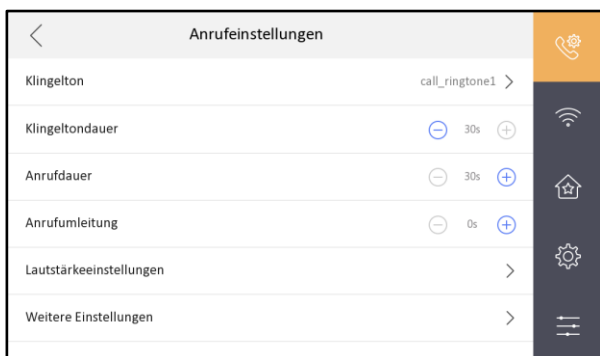 Anrufeinstellungen
Klingelton call_ringtone1
Klingeltondauer 30s
Anrufdauer 30s
Anrufumleitung 0s
Lautstärkeeinstellungen
Weitere Einstellungen